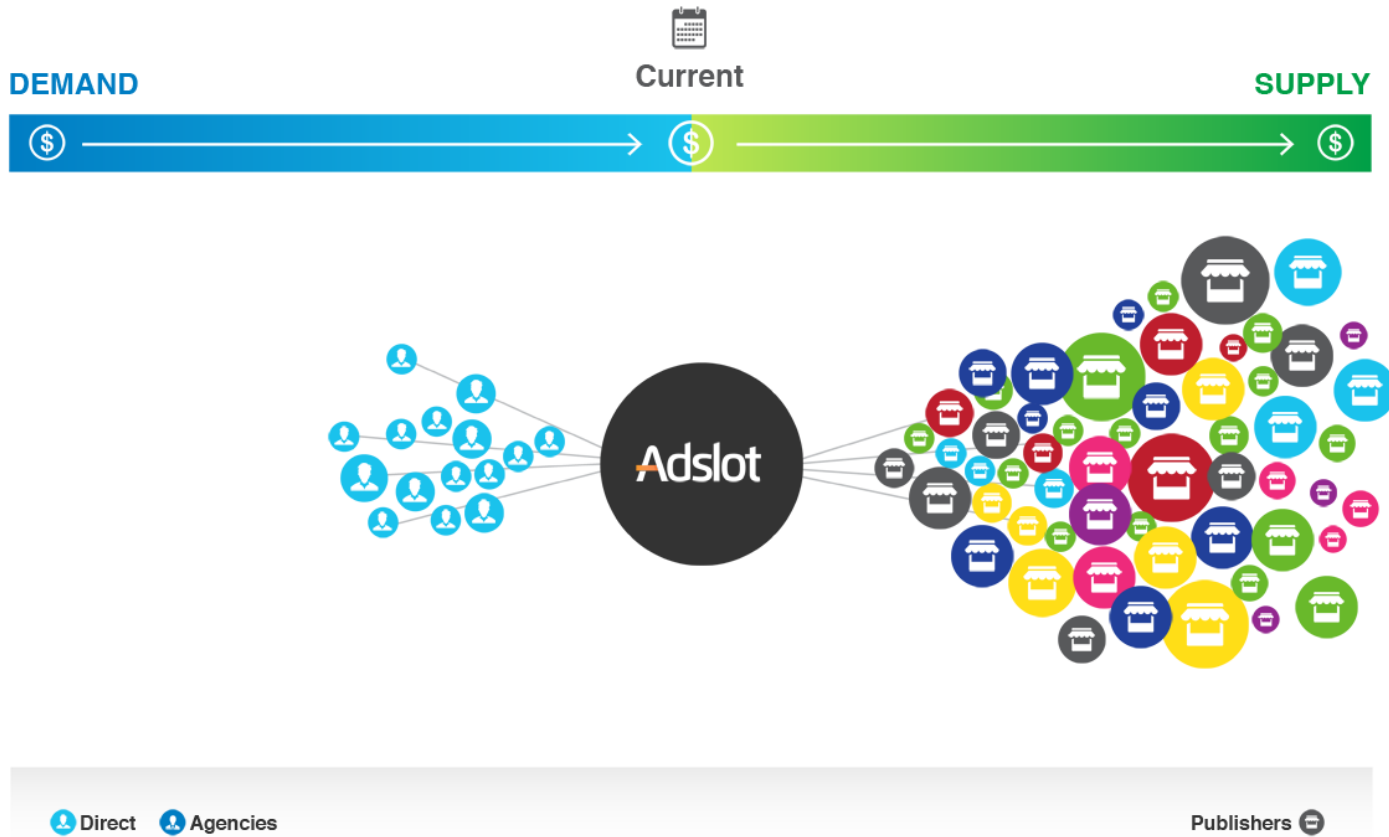 Current
DEMAND
SUPPLY
$ $ $
Adslot
Direct Agencies Publishers